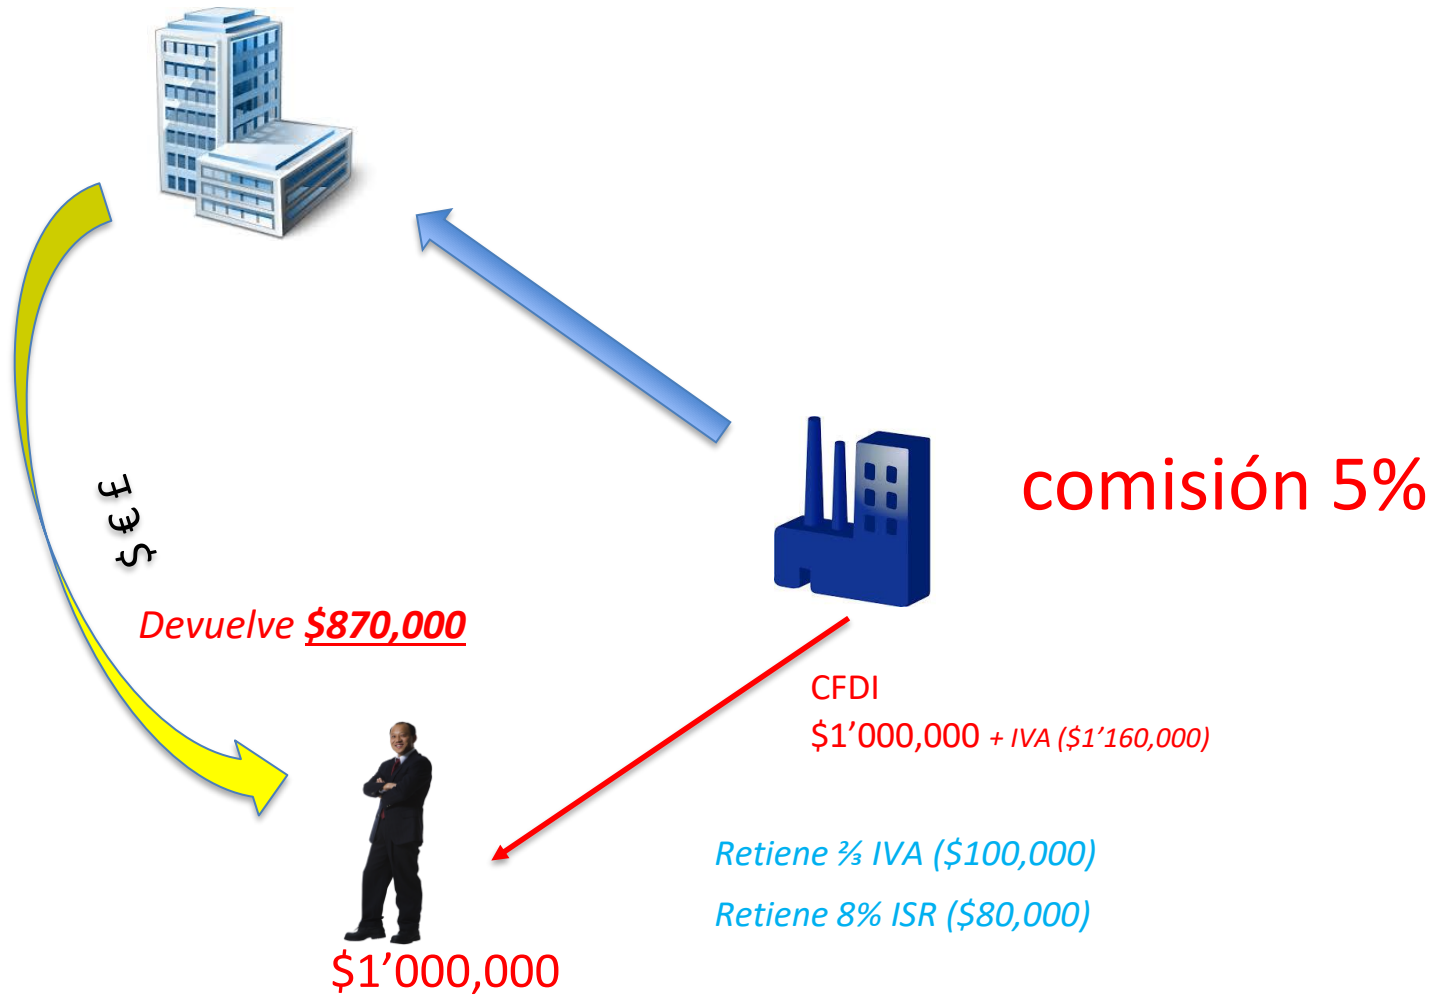 comisión 5%
£
€
$
Devuelve $870,000
CFDI
$1’000,000 + IVA ($1’160,000)
Retiene ⅔ IVA ($100,000)
Retiene 8% ISR ($80,000)
$1’000,000